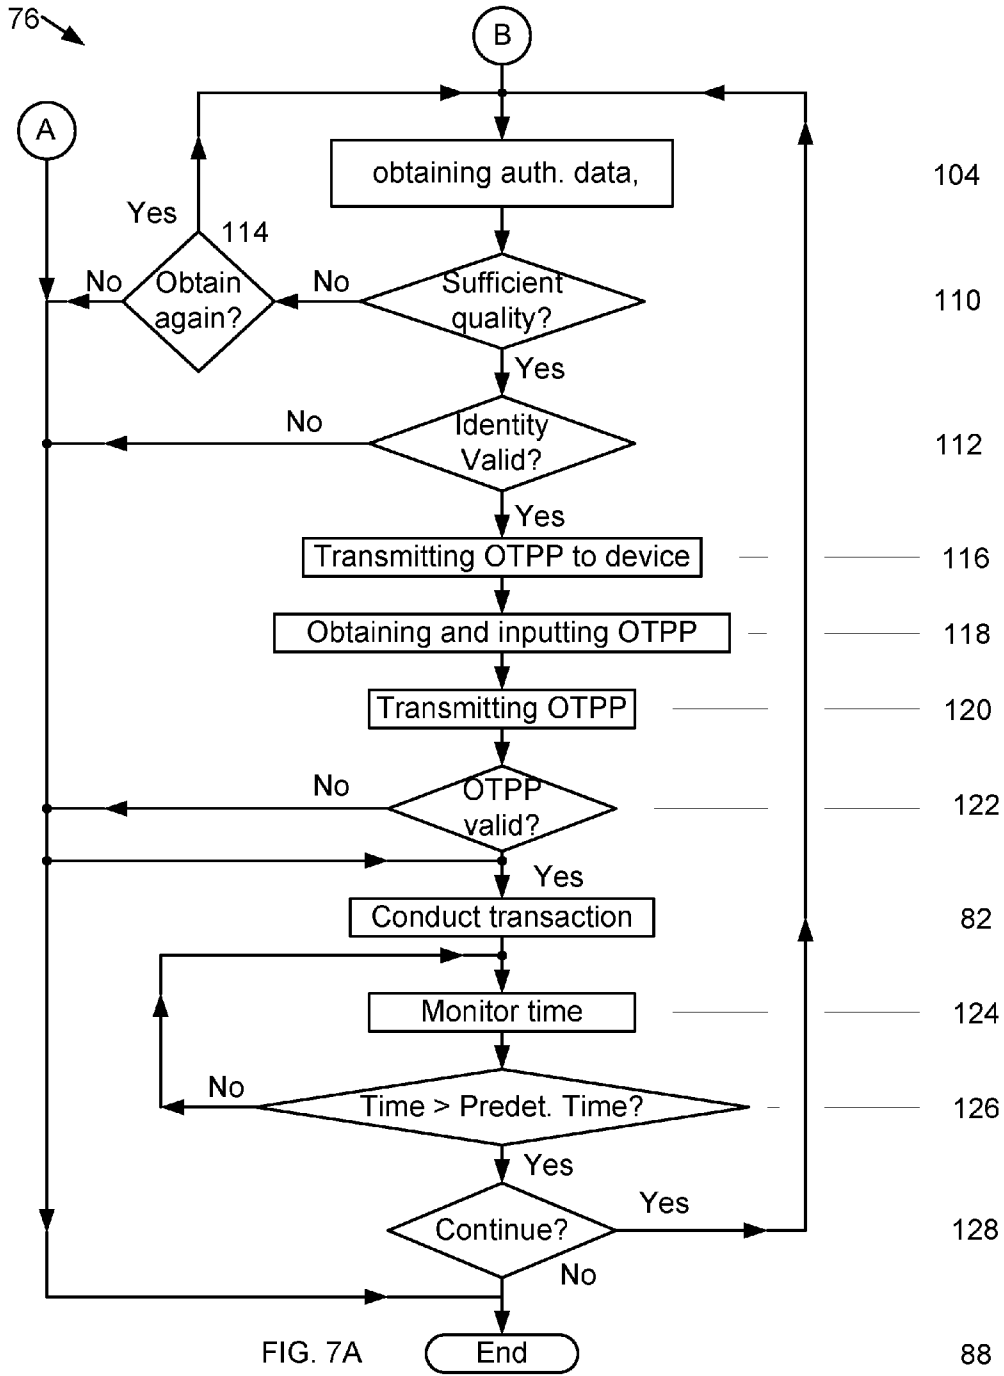 76
B
A
obtaining auth. data,
104
Yes
114
No
Obtain
again?
No
Sufficient
quality?
110
Yes
No
Identity
Valid?
112
Yes
Transmitting OTPP to device
116
Obtaining and inputting OTPP
118
Transmitting OTPP
120
No
OTPP
valid?
122
Yes
Conduct transaction
82
Monitor time
124
No
Time > Predet. Time?
126
Yes
Yes
Continue?
128
No
FIG. 7A
End
88